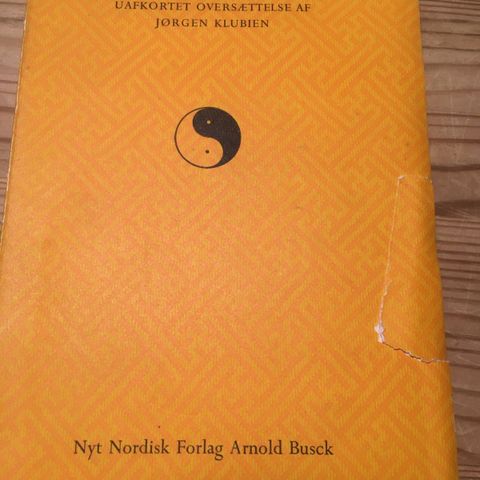 UAFKORTET OVERSÆTTELSE AF
JØRGEN KLUBIEN
Nyt Nordisk Forlag Arnold Busck